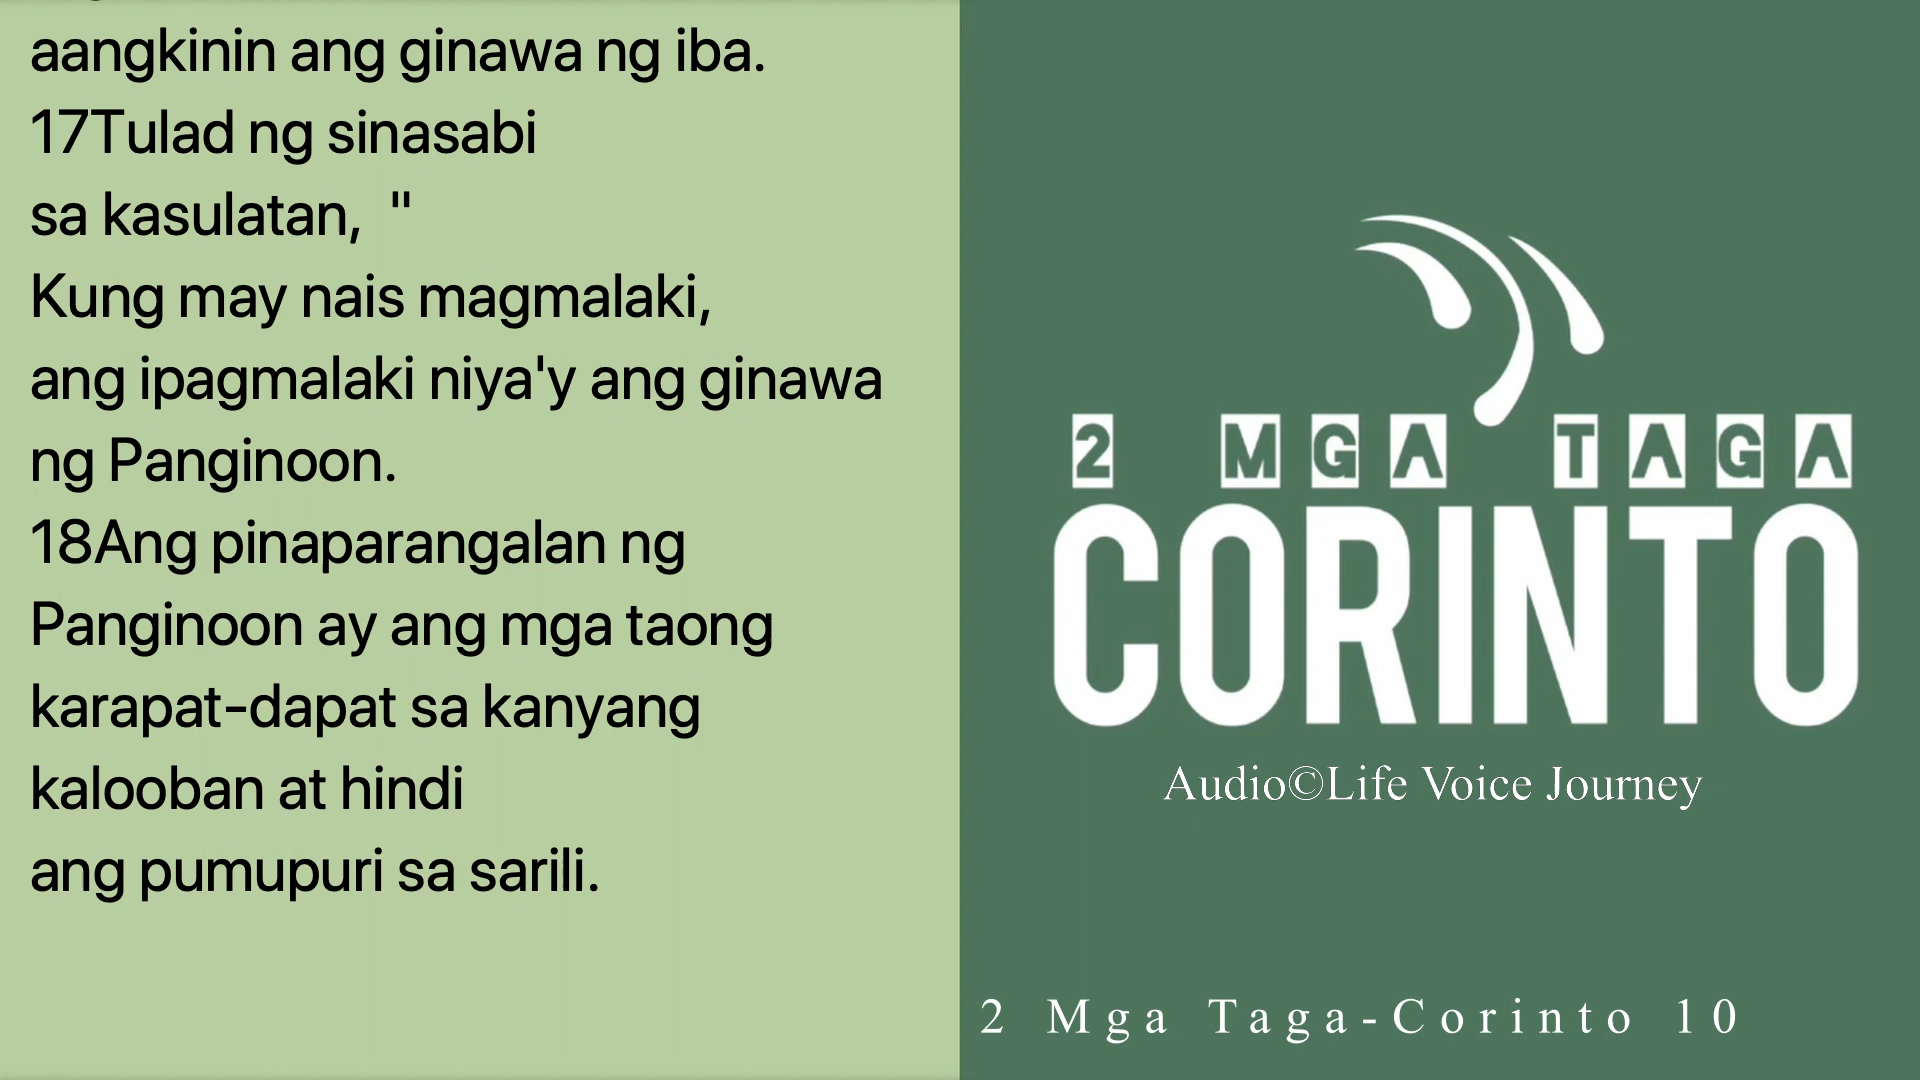 aangkinin ang ginawa ng iba.
17Tulad ng sinasabi
sa kasulatan,  "
Kung may nais magmalaki,
ang ipagmalaki niya'y ang ginawa
ng Panginoon.
18Ang pinaparangalan ng
Panginoon ay ang mga taong
karapat-dapat sa kanyang
kalooban at hindi
ang pumupuri sa sarili.
2 MGA TAGA
CORINTO
Audio©Life Voice Journey
2 Mga Taga-Corinto 10